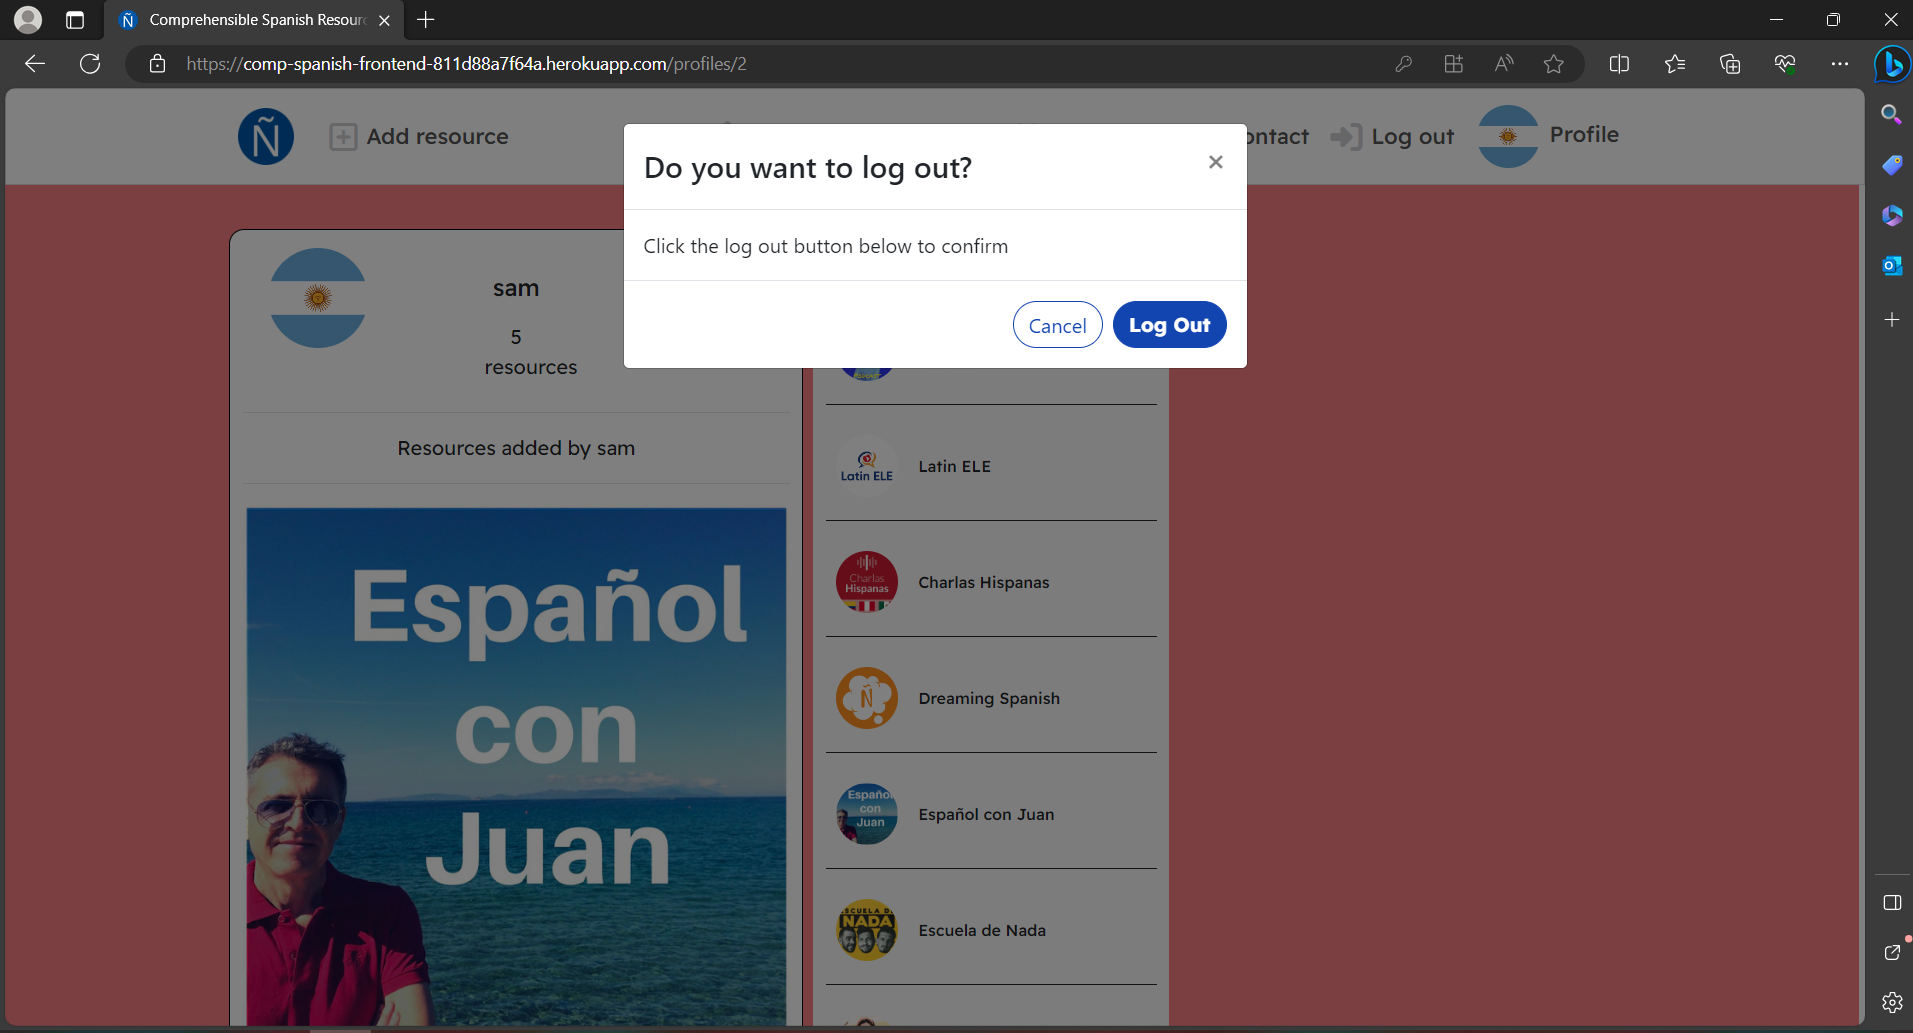 Comprehensible Spanish Resour
https://comp-spanish-frontend-811d88a7f64a.herokuapp.com/profiles/2
Ñ
Add resource
ontact
Log out
Profile
Do you want to log out?
×
Click the log out button below to confirm
Cancel
Log Out
sam
5
resources
Resources added by sam
Español
con
Juan
Latin ELE
Latin ELE
Charlas
Hispanas
Charlas Hispanas
Ñ
Dreaming Spanish
Español
con
Juan
Español con Juan
NADA
Escuela de Nada